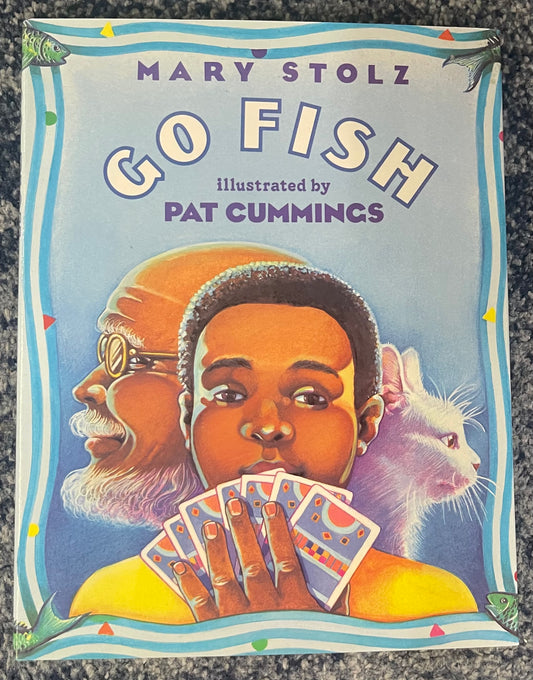 MARY STOLZ
GO FISH
illustrated by
PAT CUMMINGS